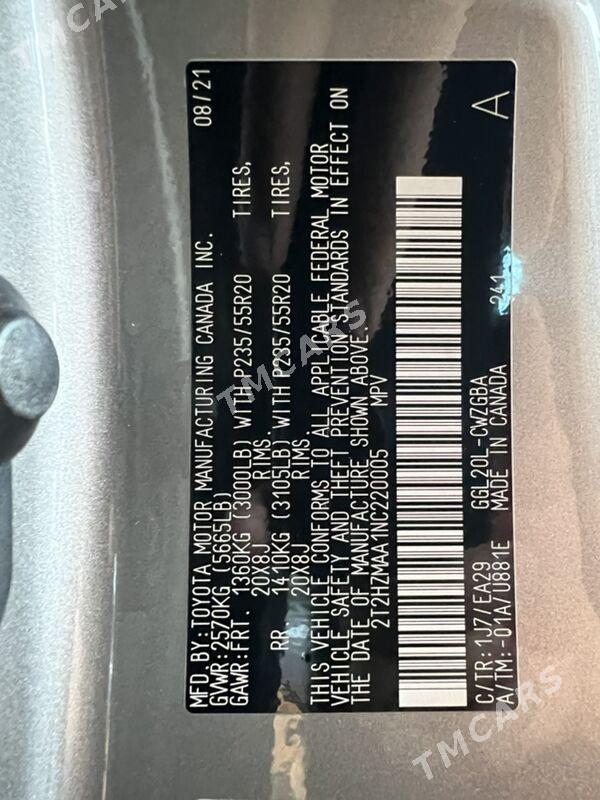 MFD.BY:TOYOTA MOTOR MANUFACTURING CANADA INC. 08/21
GVWR:2570KG (5665LB)
GAWR:FRT. 1360KG (3000LB) WITH P235/55R20 TIRES,
20X8J RIMS.
RR. 1410KG (3105LB) WITH P235/55R20 TIRES,
20X8J RIMS.
THIS VEHICLE CONFORMS TO ALL APPLICABLE FEDERAL MOTOR
VEHICLE SAFETY AND THEFT PREVENTION STANDARDS IN EFFECT ON
THE DATE OF MANUFACTURE SHOWN ABOVE.
2T2HZMAA1NC220005 MPV
A
C/TR:1J7/EA29 GGL20L-CWZGBA 241
A/TM:-01A/U881E MADE IN CANADA
TMCARS
TMCARS
TMCARS
TMCARS